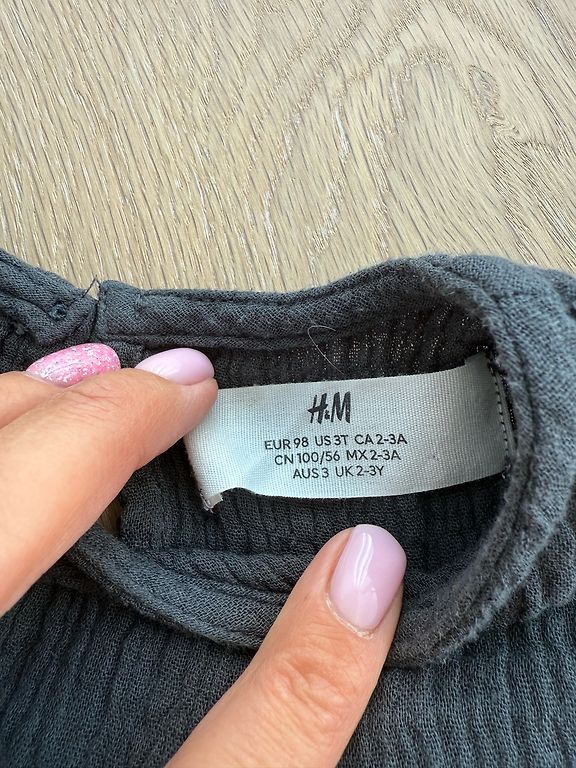 H&M
EUR 98 US 3T CA 2-3A
CN 100/56 MX 2-3A
AUS 3 UK 2-3Y